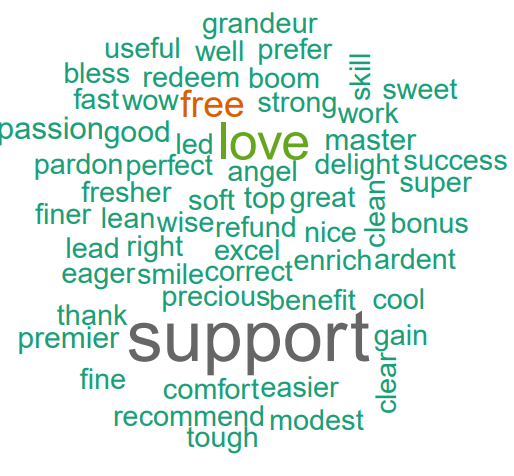 grandeur
useful well prefer
bless redeem boom skill
fast wow free strong sweet
passion good led love work master
pardon perfect angel delight success
fresher soft top great clean super
finer lean wise refund nice bonus
lead right excel enrich ardent
eager smile correct
precious benefit cool
thank
premier support gain
fine comfort easier clear
recommend modest
tough